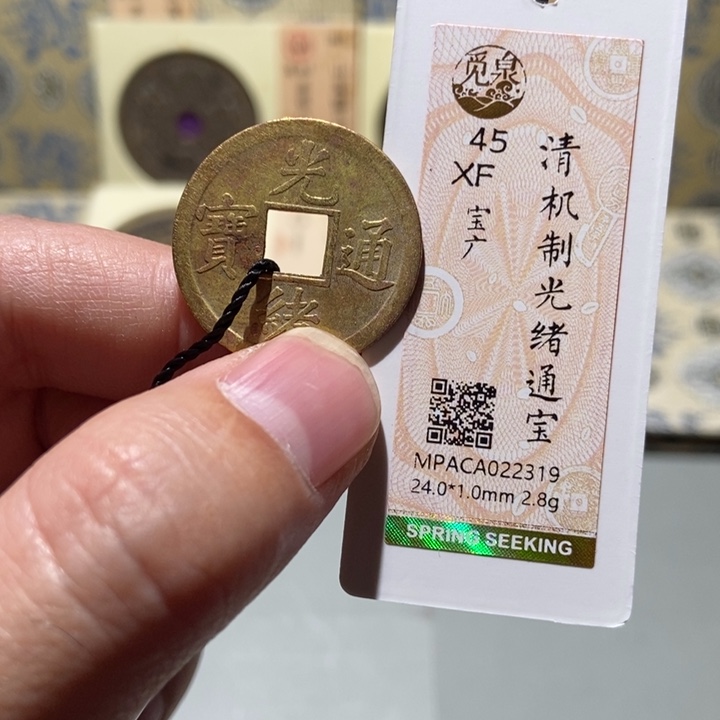 光
緒
通
寶
觅泉
45
XF
宝广
清机制光绪通宝
MPACA022319
24.0*1.0mm 2.8g
SPRING SEEKING